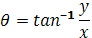 θ = tan⁻¹ y/x